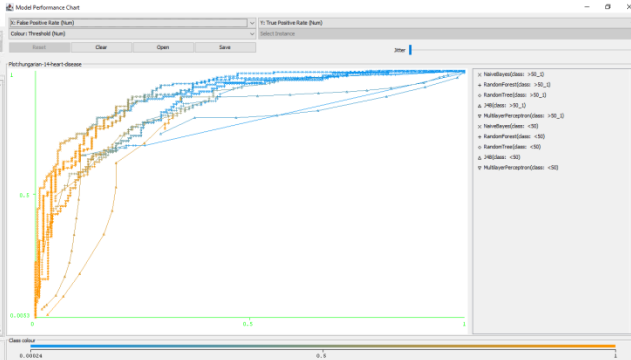 Model Performance Chart
X: False Positive Rate (Num)
Y: True Positive Rate (Num)
Colour: Threshold (Num)
Select Instance
Reset
Clear
Open
Save
Jitter
Plot:hungarian-14-heart-disease
1
0.5
0.0053
0
0.5
1
NaiveBayes(class: >50_1)
RandomForest(class: >50_1)
RandomTree(class: >50_1)
J48(class: >50_1)
MultilayerPerceptron(class: >50_1)
NaiveBayes(class: <50)
RandomForest(class: <50)
RandomTree(class: <50)
J48(class: <50)
MultilayerPerceptron(class: <50)
Class colour
0.00024
0.5
1